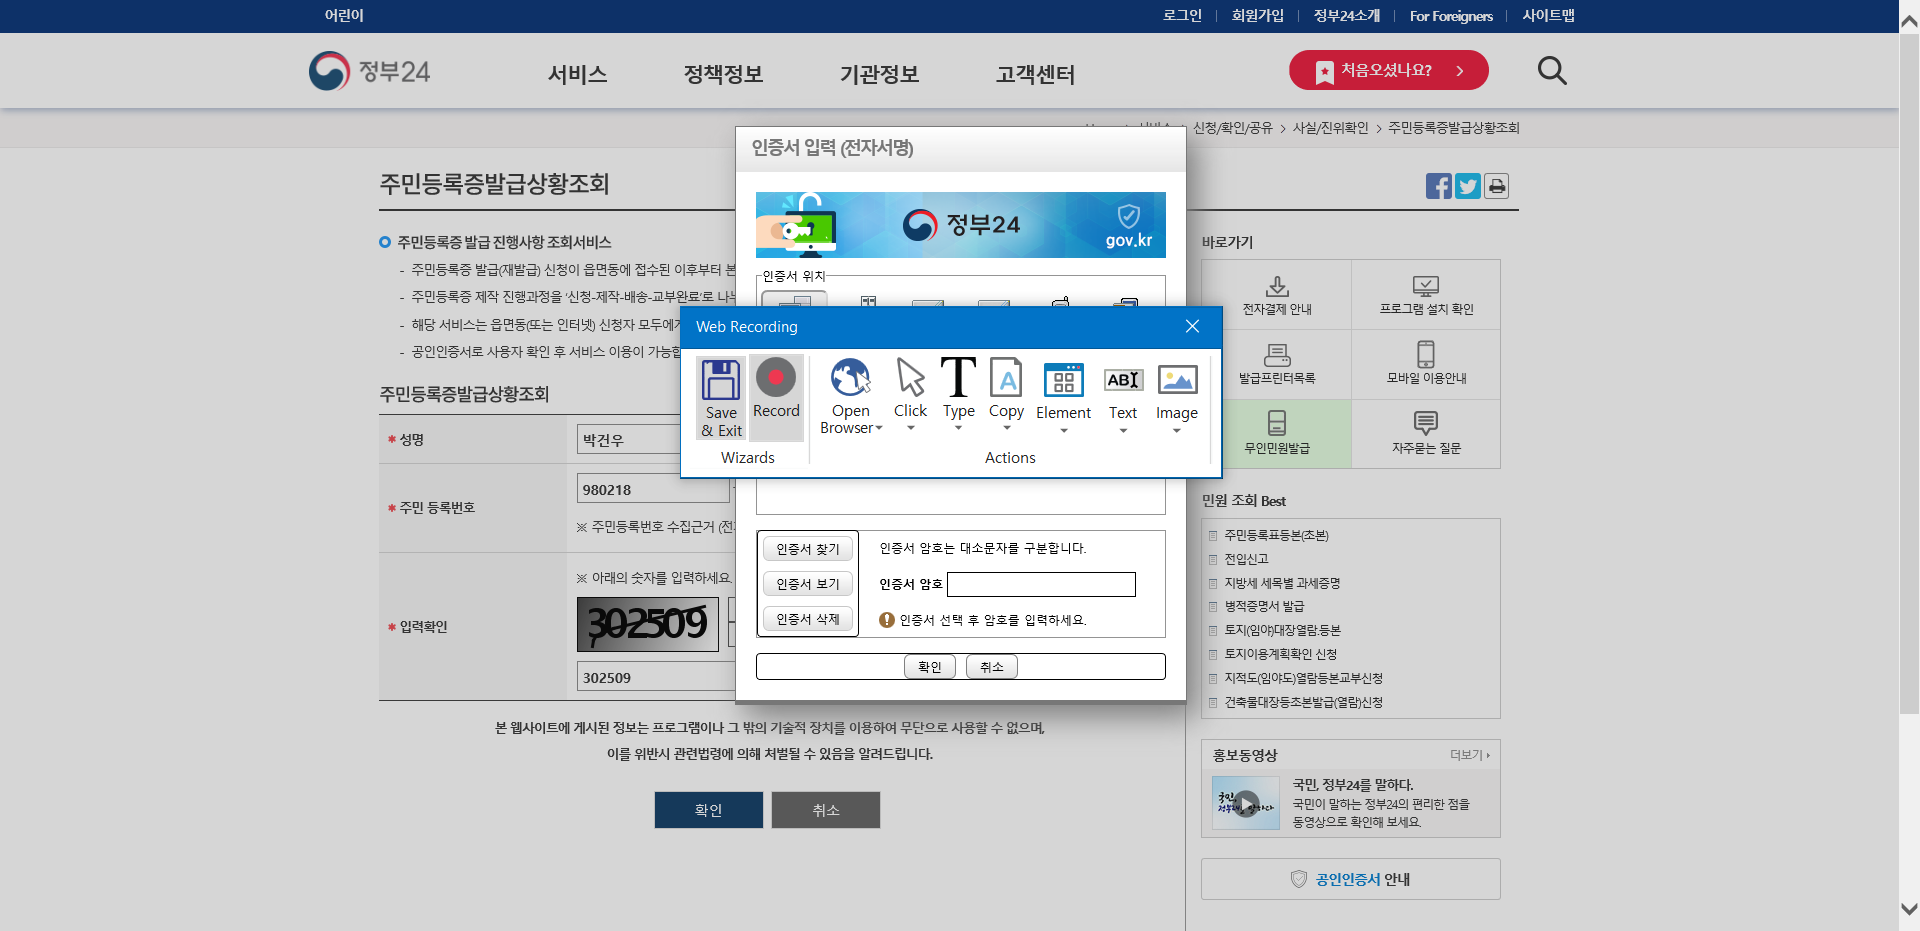 어린이
로그인
회원가입
정부24소개
For Foreigners
사이트맵
정부24
서비스
정책정보
기관정보
고객센터
처음오셨나요?
신청/확인/공유 > 사실/진위확인 > 주민등록증발급상황조회
인증서 입력 (전자서명)
정부24
gov.kr
인증서 위치
주민등록증발급상황조회
주민등록증 발급 진행사항 조회서비스
- 주민등록증 발급(재발급) 신청이 읍면동에 접수된 이후부터 본
- 주민등록증 제작 진행과정을 '신청-제작-배송-교부완료'로 나누
- 해당 서비스는 읍면동(또는 인터넷) 신청자 모두에게
- 공인인증서로 사용자 확인 후 서비스 이용이 가능합
Web Recording
Save & Exit
Record
Wizards
Open Browser
Click
Type
Copy
Element
Text
Image
Actions
주민등록증발급상황조회
* 성명
박건우
* 주민 등록번호
980218
※ 주민등록번호 수집근거 (전
* 입력확인
※ 아래의 숫자를 입력하세요.
302509
302509
인증서 찾기
인증서 보기
인증서 삭제
인증서 암호는 대소문자를 구분합니다.
인증서 암호
인증서 선택 후 암호를 입력하세요.
확인
취소
본 웹사이트에 게시된 정보는 프로그램이나 그 밖의 기술적 장치를 이용하여 무단으로 사용할 수 없으며,
이를 위반시 관련법령에 의해 처벌될 수 있음을 알려드립니다.
확인
취소
바로가기
전자결제 안내
프로그램 설치 확인
발급프린터목록
모바일 이용안내
무인민원발급
자주묻는 질문
민원 조회 Best
주민등록표등본(초본)
전입신고
지방세 세목별 과세증명
병적증명서 발급
토지(임야)대장열람.등본
토지이용계획확인 신청
지적도(임야도)열람등본교부신청
건축물대장등초본발급(열람)신청
홍보동영상
더보기
국민, 정부24를 말하다.
국민이 말하는 정부24의 편리한 점을
동영상으로 확인해 보세요.
공인인증서 안내